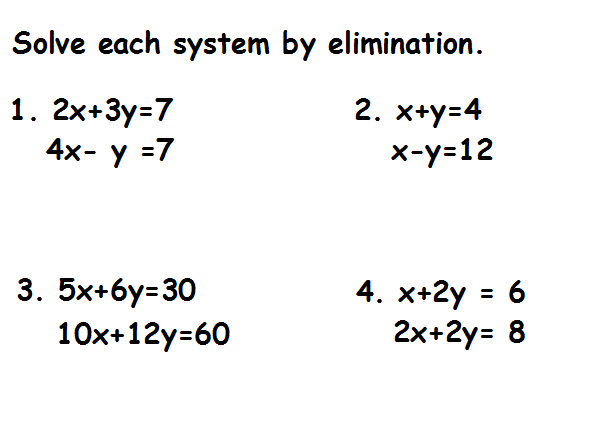 Solve each system by elimination.
1. 2x+3y=7
4x- y =7
2. x+y=4
x-y=12
3. 5x+6y=30
10x+12y=60
4. x+2y = 6
2x+2y= 8